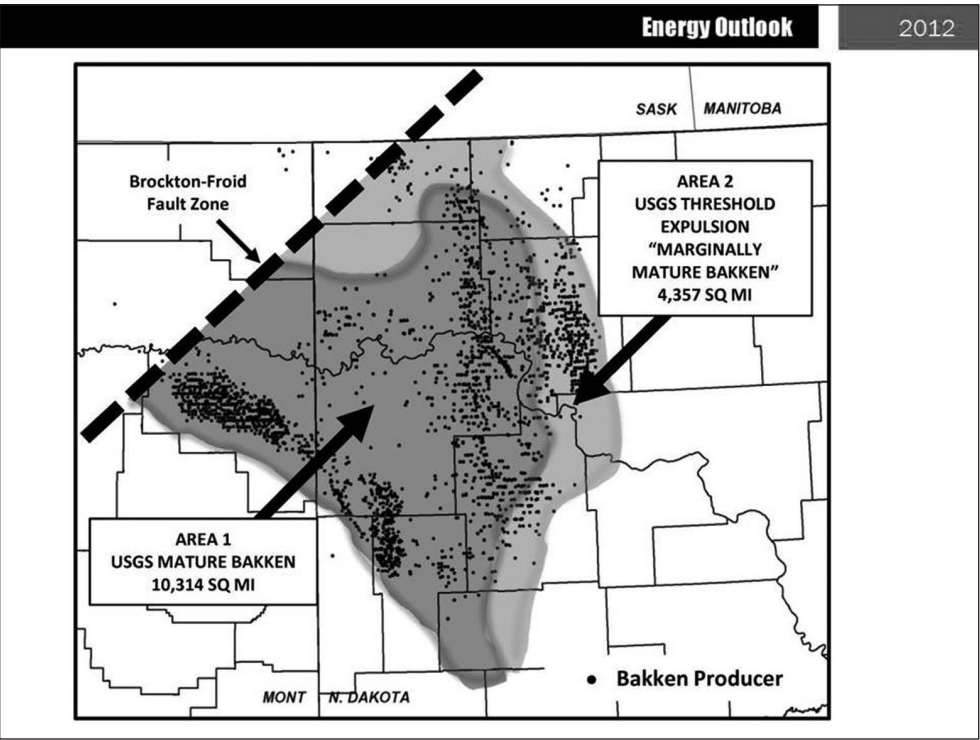 Energy Outlook
2012
SASK
MANITOBA
Brockton-Froid
Fault Zone
AREA 2
USGS THRESHOLD
EXPULSION
“MARGINALLY
MATURE BAKKEN”
4,357 SQ MI
AREA 1
USGS MATURE BAKKEN
10,314 SQ MI
MONT
N. DAKOTA
Bakken Producer